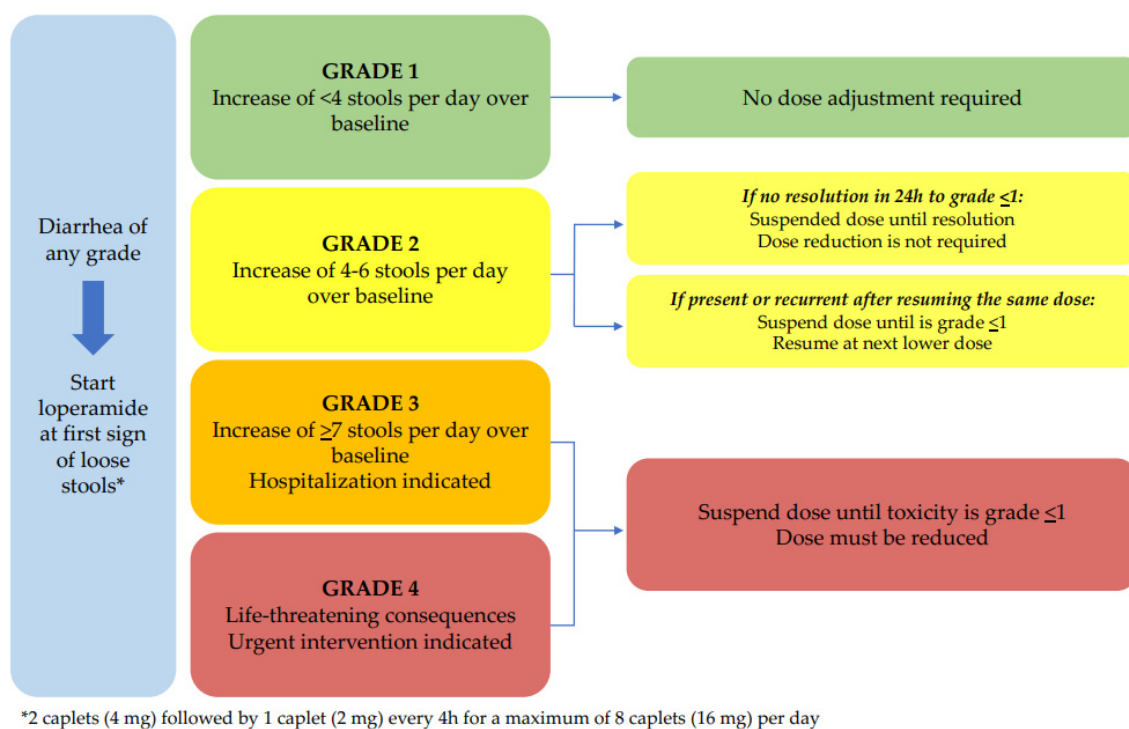 Diarrhea of
any grade
Start
loperamide
at first sign
of loose
stools*
GRADE 1
Increase of <4 stools per day over
baseline
No dose adjustment required
GRADE 2
Increase of 4-6 stools per day
over baseline
If no resolution in 24h to grade ≤1:
Suspended dose until resolution
Dose reduction is not required
If present or recurrent after resuming the same dose:
Suspend dose until is grade ≤1
Resume at next lower dose
GRADE 3
Increase of ≥7 stools per day over
baseline
Hospitalization indicated
GRADE 4
Life-threatening consequences
Urgent intervention indicated
Suspend dose until toxicity is grade ≤1
Dose must be reduced
*2 caplets (4 mg) followed by 1 caplet (2 mg) every 4h for a maximum of 8 caplets (16 mg) per day